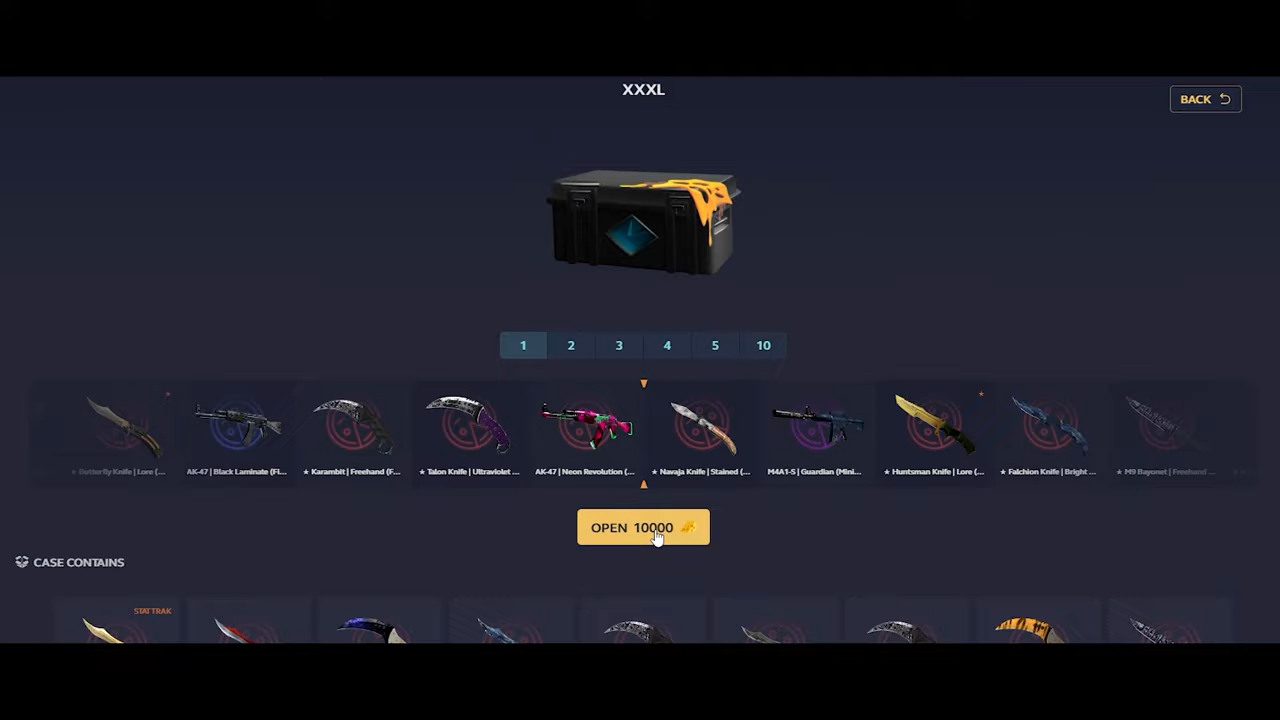 XXXL
BACK
1 2 3 4 5 10
★ Butterfly Knife | Lore (...
AK-47 | Black Laminate (Fi...
★ Karambit | Freehand (F...
★ Talon Knife | Ultraviolet ...
AK-47 | Neon Revolution (...
★ Navaja Knife | Stained (...
M4A1-S | Guardian (Mini...
★ Huntsman Knife | Lore (...
★ Falchion Knife | Bright ...
★ M9 Bayonet | Freehand ...
OPEN 10000
CASE CONTAINS
STATTRAK